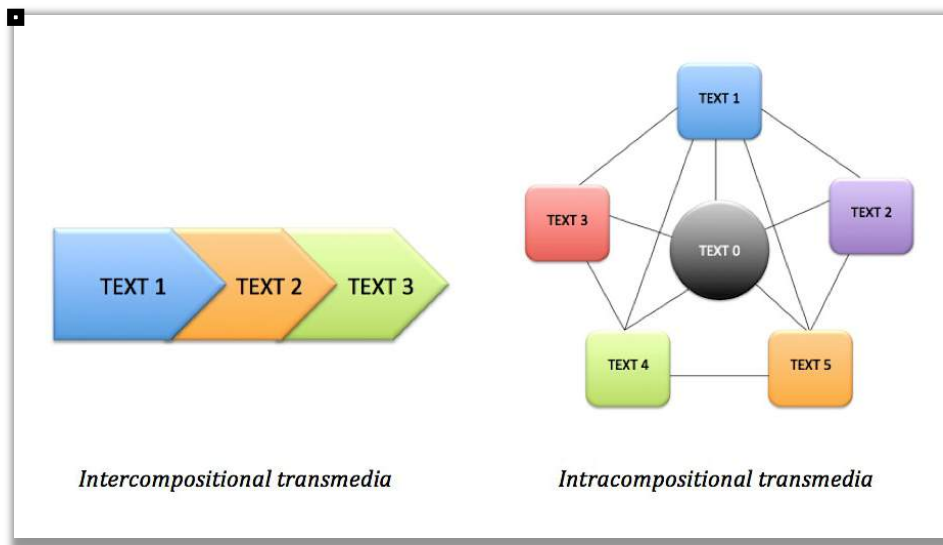 TEXT 1
TEXT 2
TEXT 3
Intercompositional transmedia
TEXT 1
TEXT 3
TEXT 2
TEXT 0
TEXT 4
TEXT 5
Intracompositional transmedia